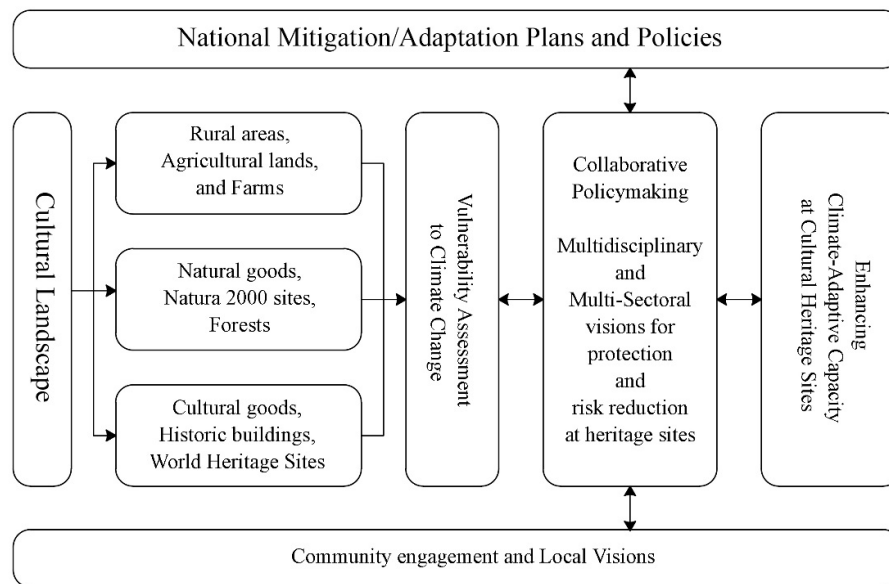 National Mitigation/Adaptation Plans and Policies
Cultural Landscape
Rural areas,
Agricultural lands,
and Farms
Natural goods,
Natura 2000 sites,
Forests
Cultural goods,
Historic buildings,
World Heritage Sites
Vulnerability Assessment
to Climate Change
Collaborative
Policymaking
Multidisciplinary
and
Multi-Sectoral
visions for
protection
and
risk reduction
at heritage sites
Enhancing
Climate-Adaptive Capacity
at Cultural Heritage Sites
Community engagement and Local Visions